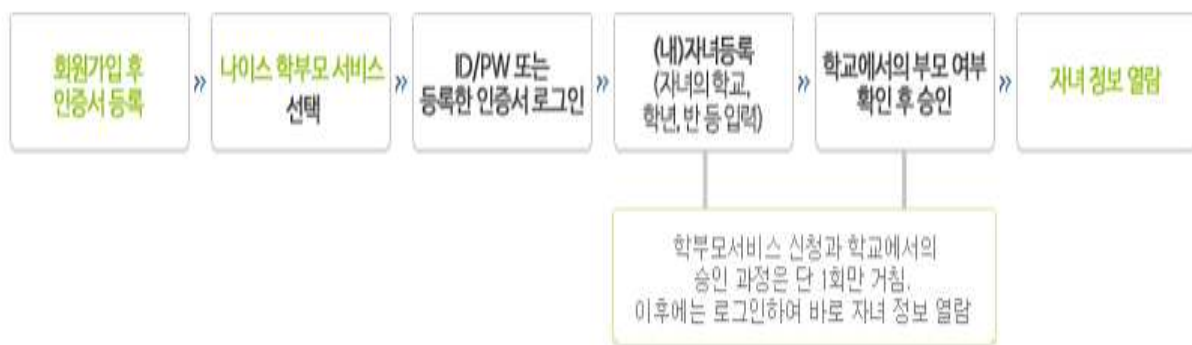 회원가입 후
인증서 등록
»
나이스 학부모 서비스
선택
»
ID/PW 또는
등록한 인증서 로그인
»
(내)자녀등록
(자녀의 학교,
학년, 반 등 입력)
»
학교에서의 부모 여부
확인 후 승인
»
자녀 정보 열람
학부모서비스 신청과 학교에서의
승인 과정은 단 1회만 거침.
이후에는 로그인하여 바로 자녀 정보 열람